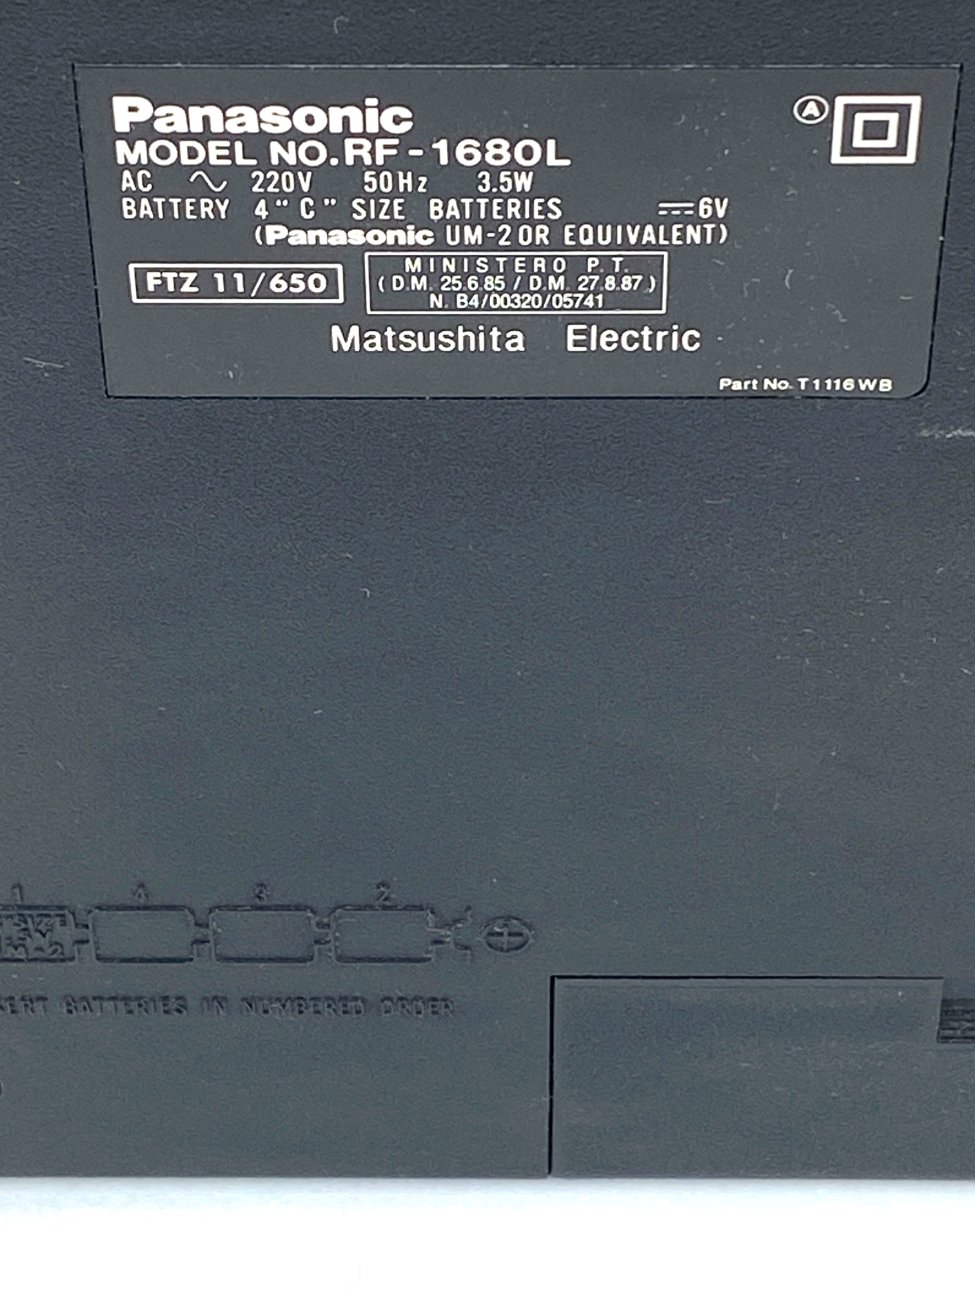 Panasonic
Ⓐ
MODEL NO. RF-1680L
AC ∿ 220V 50Hz 3.5W
BATTERY 4 "C" SIZE BATTERIES ⎓6V
(Panasonic UM-2 OR EQUIVALENT)
FTZ 11/650
MINISTERO P.T.
(D.M. 25.6.85 / D.M. 27.8.87)
N. B4/00320/05741
Matsushita Electric
Part No. T1116WB
1 4 3 2
BATTERIES IN NUMBERED ORDER